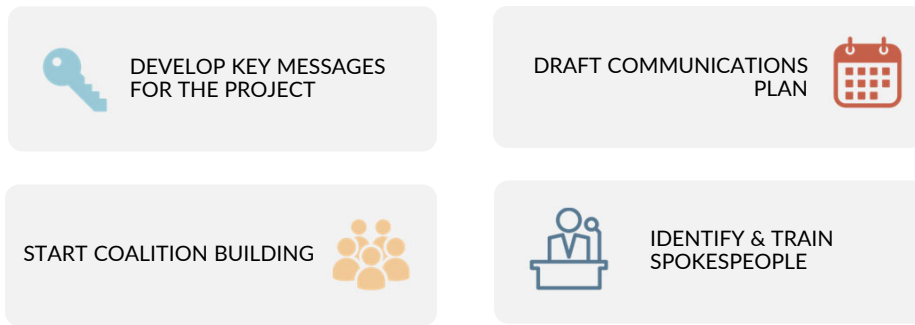 DEVELOP KEY MESSAGES
FOR THE PROJECT
DRAFT COMMUNICATIONS
PLAN
START COALITION BUILDING
IDENTIFY & TRAIN
SPOKESPEOPLE